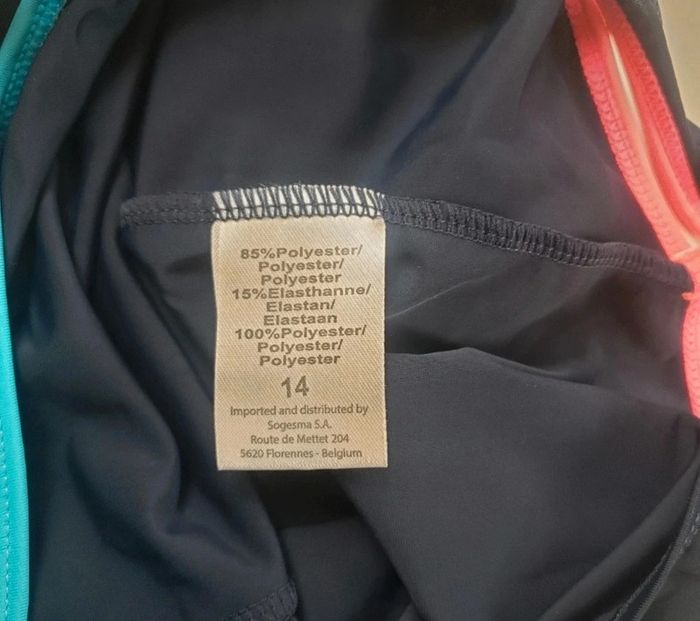 85%Polyester/
Polyester/
Polyester
15%Elasthanne/
Elastan/
Elastaan
100%Polyester/
Polyester/
Polyester
14
Imported and distributed by
Sogesma S.A.
Route de Mettet 204
5620 Florennes - Belgium